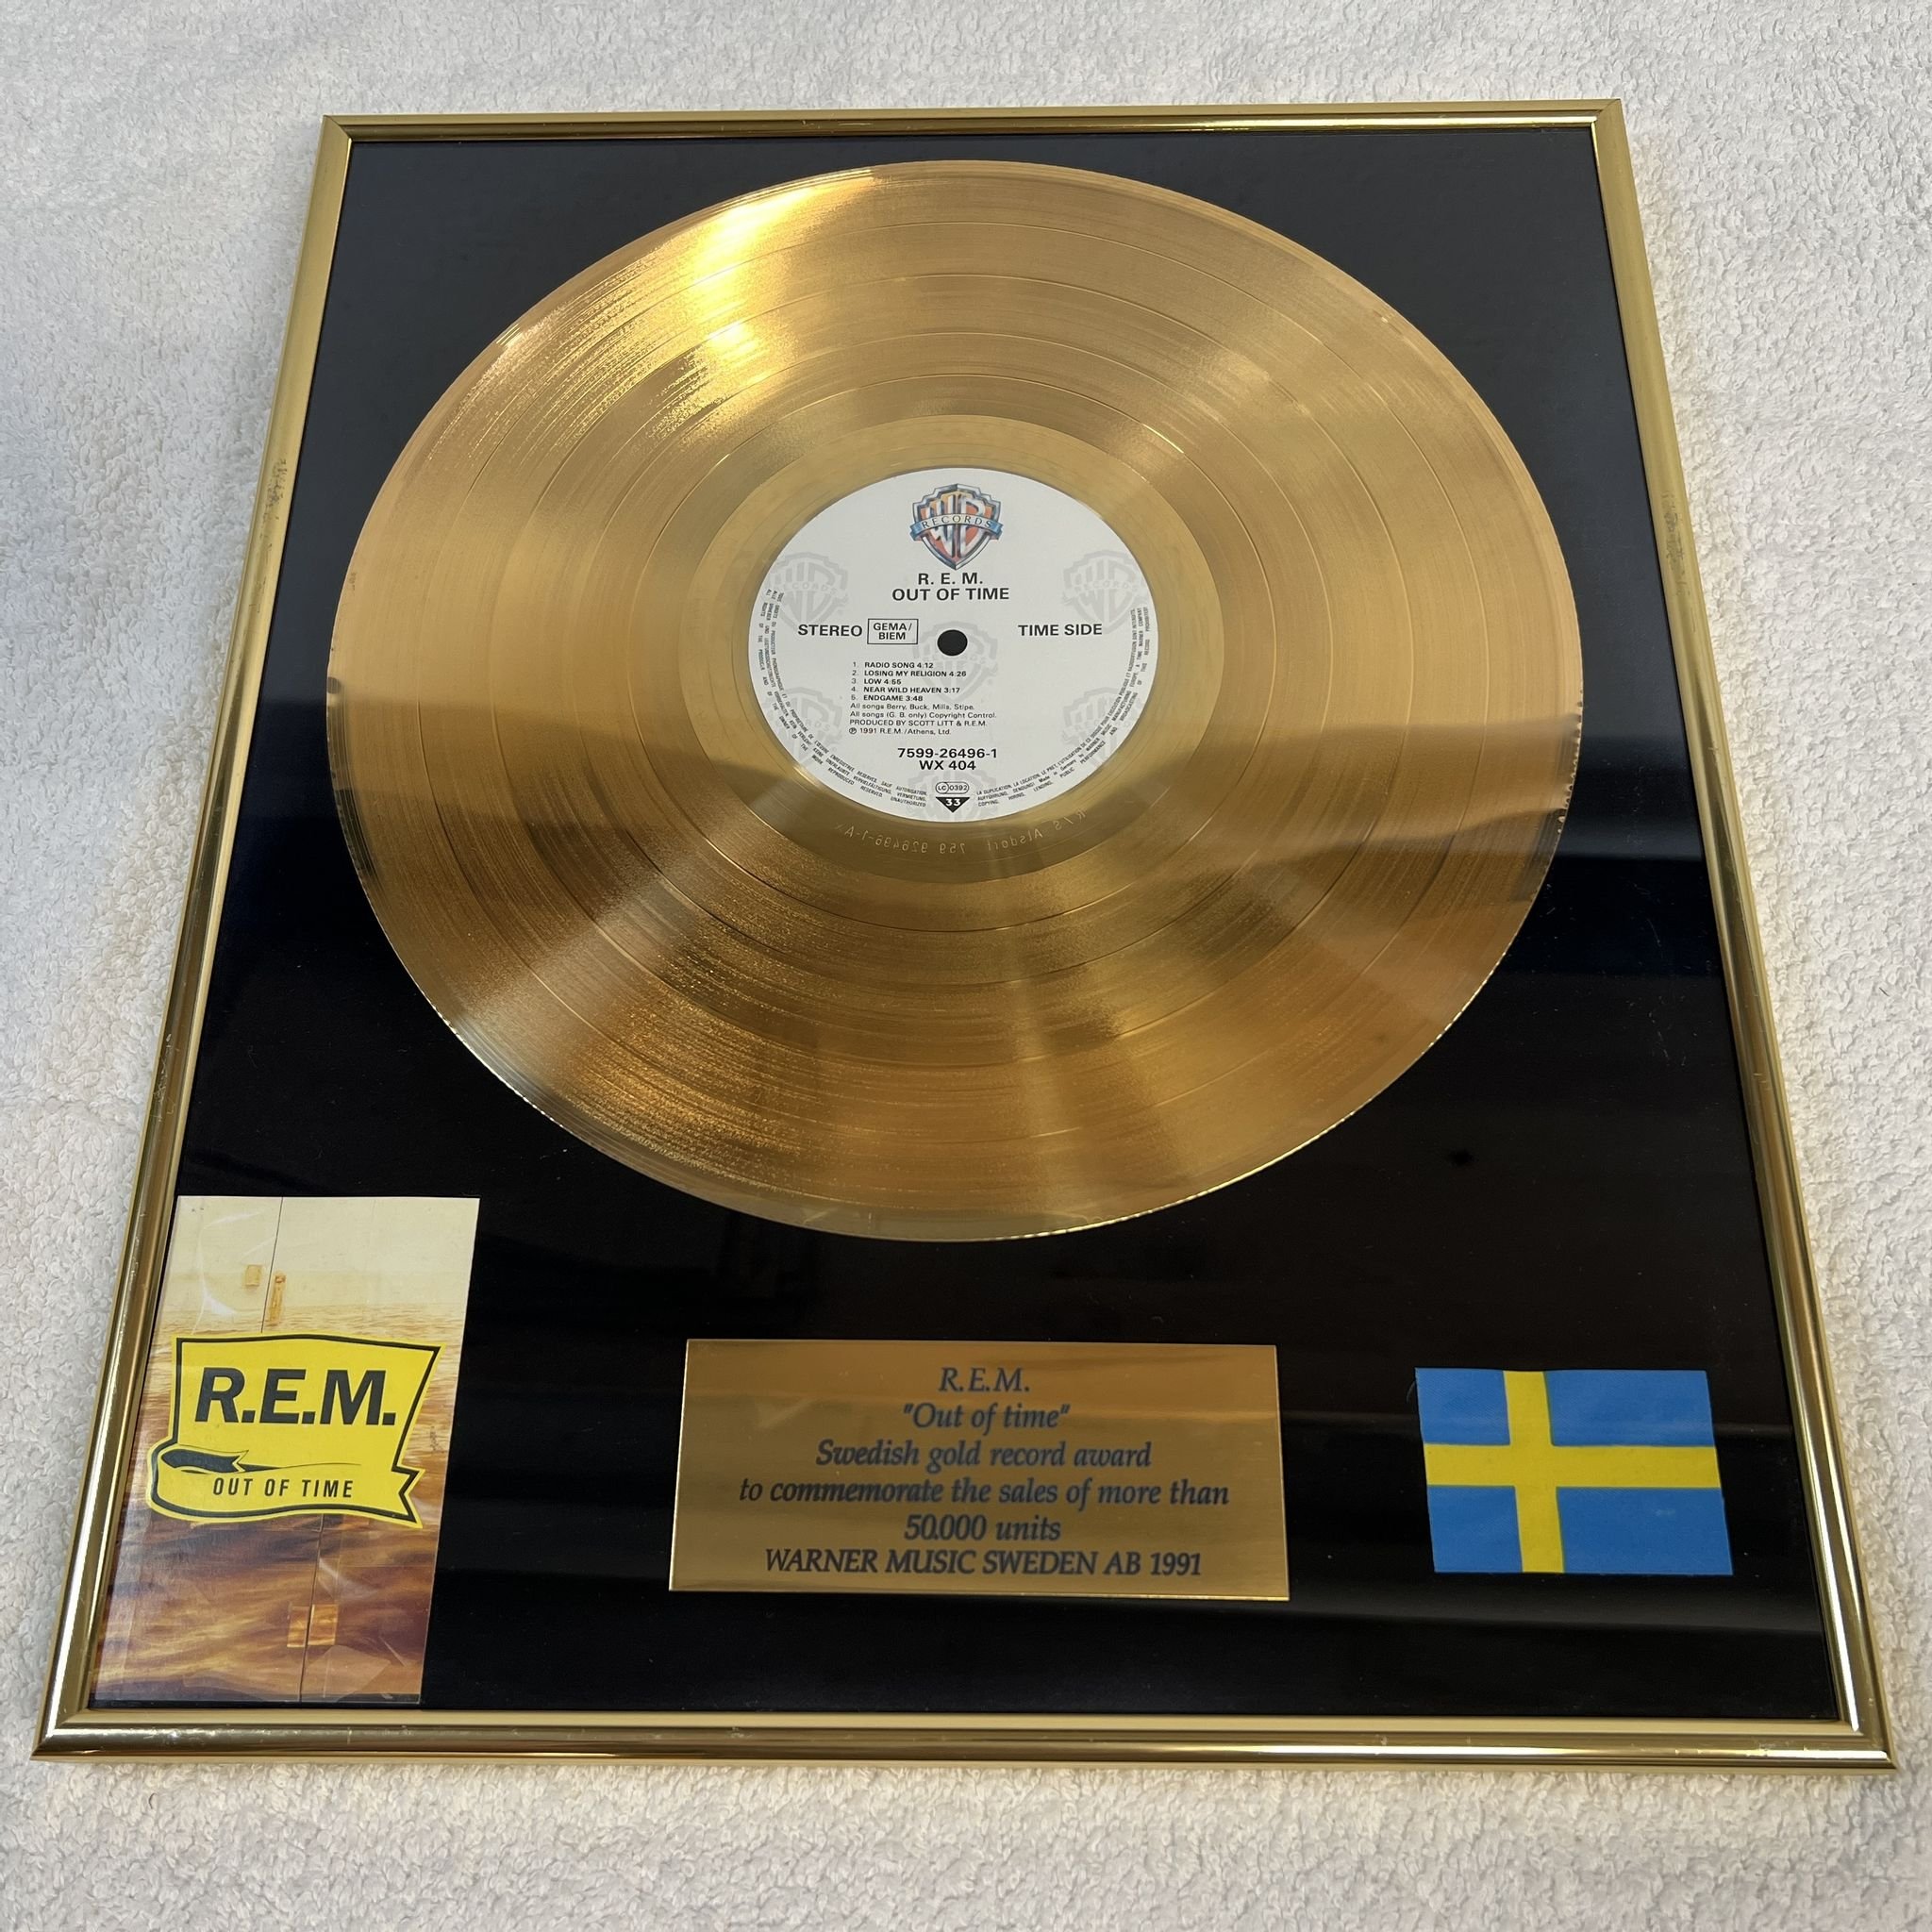 WB
RECORDS
R. E. M.
OUT OF TIME
STEREO GEMA/ BIEM TIME SIDE
1. RADIO SONG 4:12
2. LOSING MY RELIGION 4:26
3. LOW 4:55
4. NEAR WILD HEAVEN 3:17
5. ENDGAME 3:48
All songs Berry, Buck, Mills, Stipe.
All songs (G. B. only) Copyright Control.
PRODUCED BY SCOTT LITT & R.E.M.
℗ 1991 R.E.M./Athens, Ltd.
7599-26496-1
WX 404
LC 0392
33
R.E.M.
OUT OF TIME
R.E.M.
"Out of time"
Swedish gold record award
to commemorate the sales of more than
50.000 units
WARNER MUSIC SWEDEN AB 1991